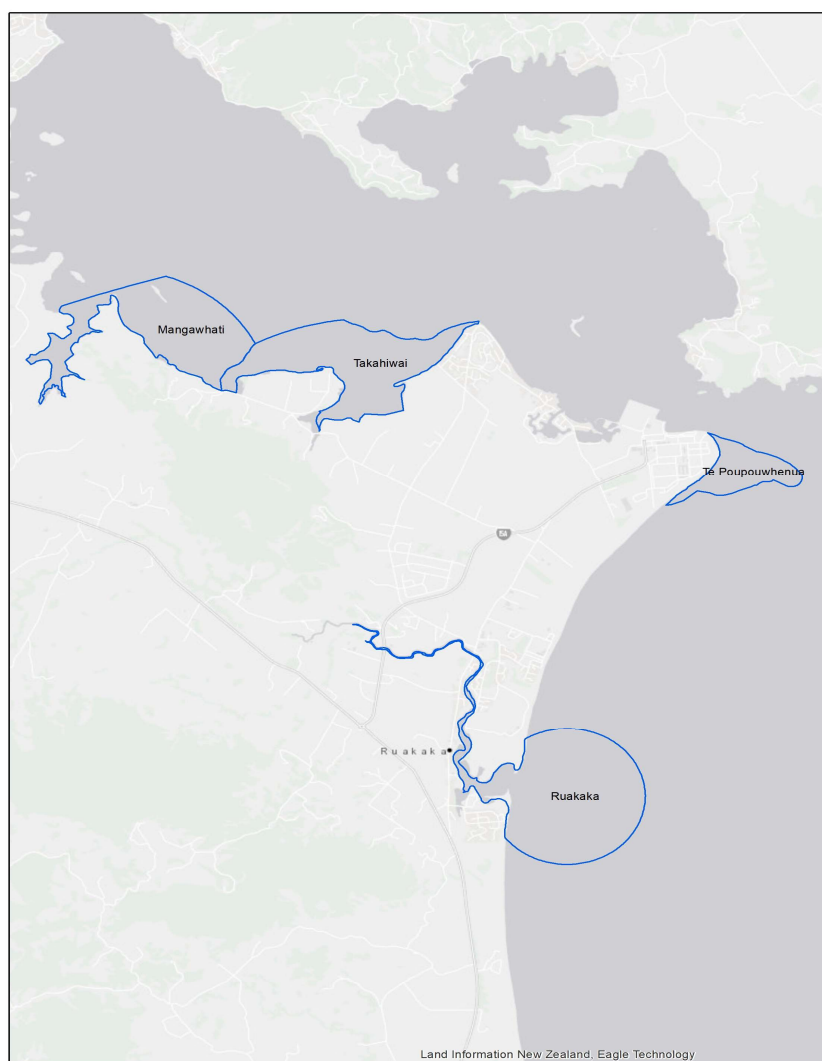 Mangawhati
Takahiwai
Te Poupouwhenua
Ruakaka
Ruakaka
Land Information New Zealand, Eagle Technology